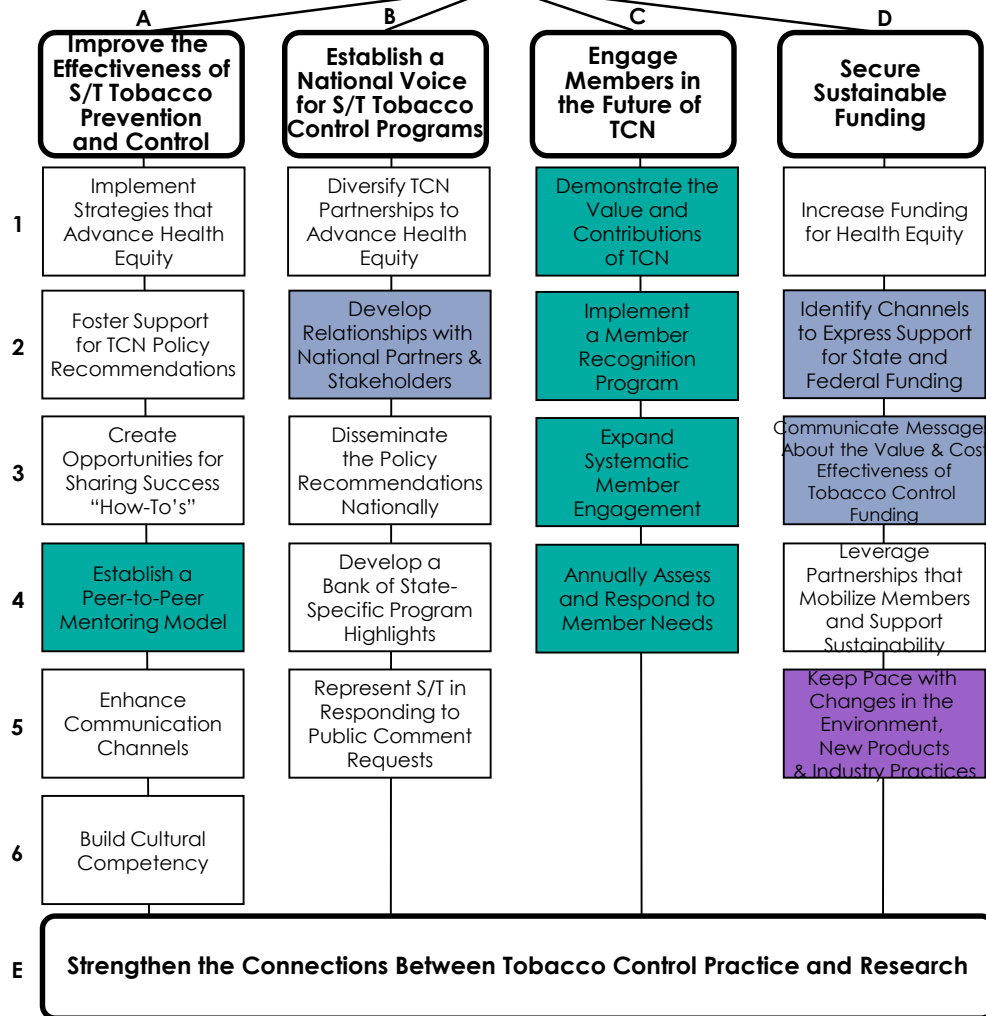 A
B
C
D
Improve the
Effectiveness of
S/T Tobacco
Prevention
and Control
Establish a
National Voice
for S/T Tobacco
Control Programs
Engage
Members in
the Future of
TCN
Secure
Sustainable
Funding
1
Implement
Strategies that
Advance Health
Equity
Diversify TCN
Partnerships to
Advance Health
Equity
Demonstrate the
Value and
Contributions
of TCN
Increase Funding
for Health Equity
2
Foster Support
for TCN Policy
Recommendations
Develop
Relationships with
National Partners &
Stakeholders
Implement
a Member
Recognition
Program
Identify Channels
to Express Support
for State and
Federal Funding
3
Create
Opportunities for
Sharing Success
“How-To’s”
Disseminate
the Policy
Recommendations
Nationally
Expand
Systematic
Member
Engagement
Communicate Messages
About the Value & Cost
Effectiveness of
Tobacco Control
Funding
4
Establish a
Peer-to-Peer
Mentoring Model
Develop a
Bank of State-
Specific Program
Highlights
Annually Assess
and Respond to
Member Needs
Leverage
Partnerships that
Mobilize Members
and Support
Sustainability
5
Enhance
Communication
Channels
Represent S/T in
Responding to
Public Comment
Requests
Keep Pace with
Changes in the
Environment,
New Products
& Industry Practices
6
Build Cultural
Competency
E
Strengthen the Connections Between Tobacco Control Practice and Research